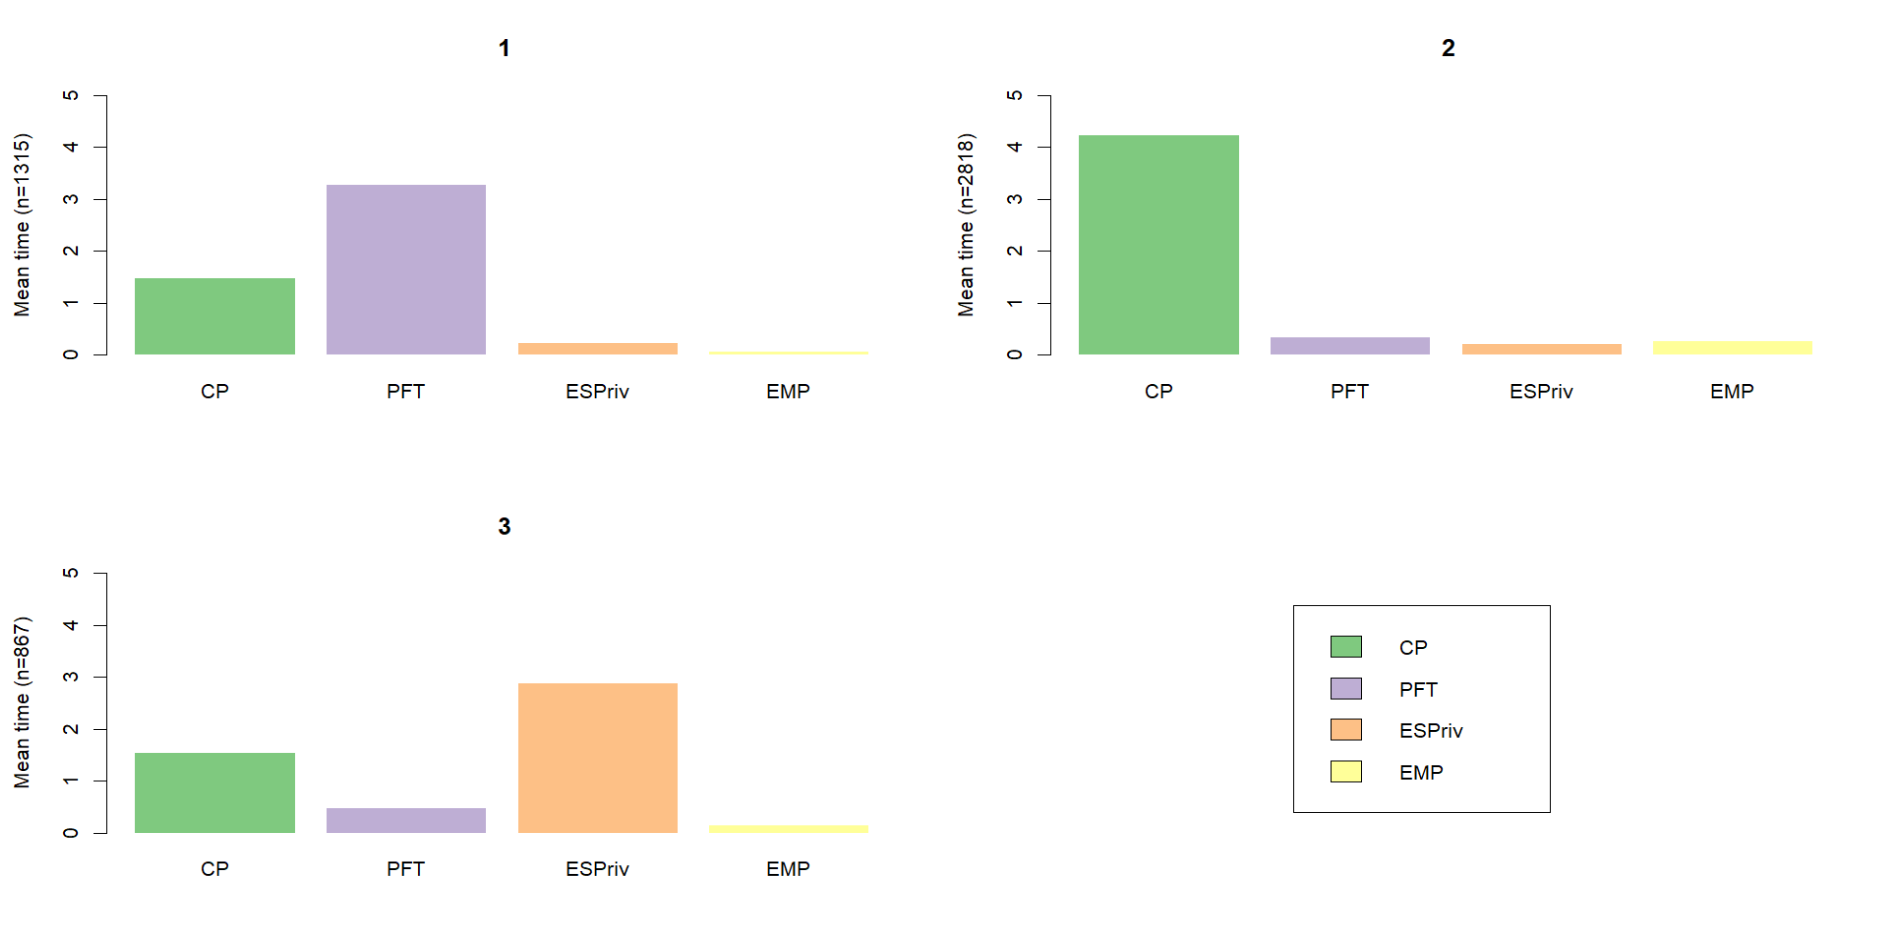 1
Mean time (n=1315)
5
4
3
2
1
0
CP PFT ESPriv EMP
2
Mean time (n=2818)
5
4
3
2
1
0
CP PFT ESPriv EMP
3
Mean time (n=867)
5
4
3
2
1
0
CP PFT ESPriv EMP
CP
PFT
ESPriv
EMP